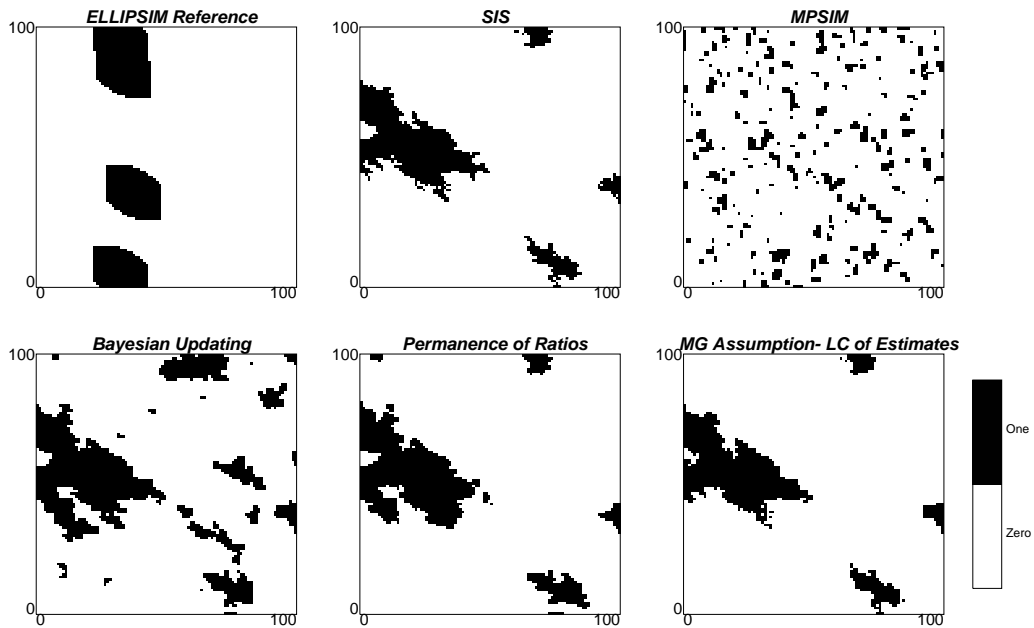 ELLIPSIM Reference
100
0
0 100
SIS
100
0
0 100
MPSIM
100
0
0 100
Bayesian Updating
100
0
0 100
Permanence of Ratios
100
0
0 100
MG Assumption- LC of Estimates
100
0
0 100
One
Zero